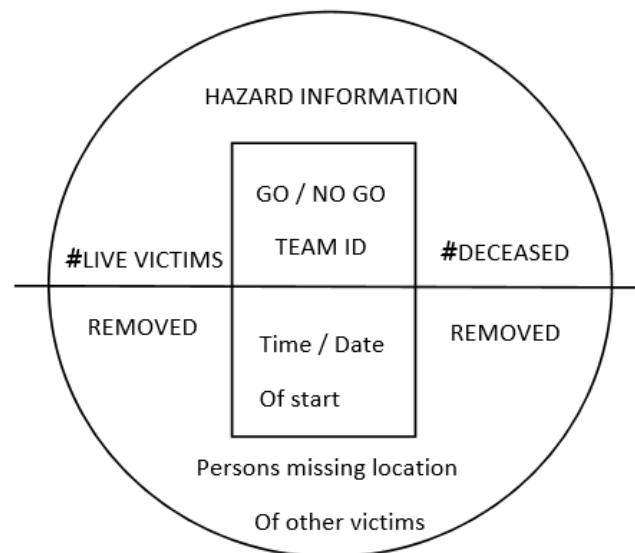 HAZARD INFORMATION
GO / NO GO
TEAM ID
#LIVE VICTIMS
#DECEASED
REMOVED
REMOVED
Time / Date
Of start
Persons missing location
Of other victims